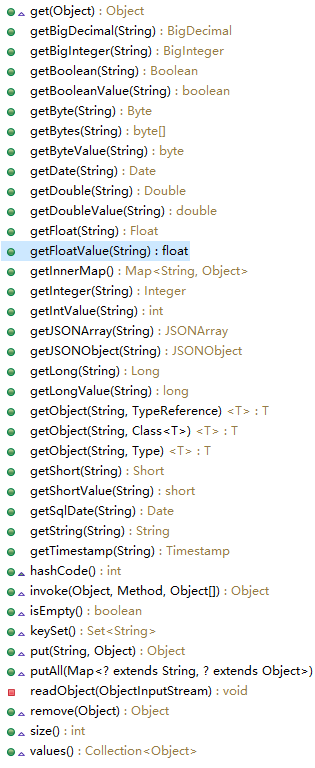 get(Object) : Object
getBigDecimal(String) : BigDecimal
getBigInteger(String) : BigInteger
getBoolean(String) : Boolean
getBooleanValue(String) : boolean
getByte(String) : Byte
getBytes(String) : byte[]
getByteValue(String) : byte
getDate(String) : Date
getDouble(String) : Double
getDoubleValue(String) : double
getFloat(String) : Float
getFloatValue(String) : float
getInnerMap() : Map<String, Object>
getInteger(String) : Integer
getIntValue(String) : int
getJSONArray(String) : JSONArray
getJSONObject(String) : JSONObject
getLong(String) : Long
getLongValue(String) : long
getObject(String, TypeReference) <T> : T
getObject(String, Class<T>) <T> : T
getObject(String, Type) <T> : T
getShort(String) : Short
getShortValue(String) : short
getSqlDate(String) : Date
getString(String) : String
getTimestamp(String) : Timestamp
hashCode() : int
invoke(Object, Method, Object[]) : Object
isEmpty() : boolean
keySet() : Set<String>
put(String, Object) : Object
putAll(Map<? extends String, ? extends Object>)
readObject(ObjectInputStream) : void
remove(Object) : Object
size() : int
values() : Collection<Object>